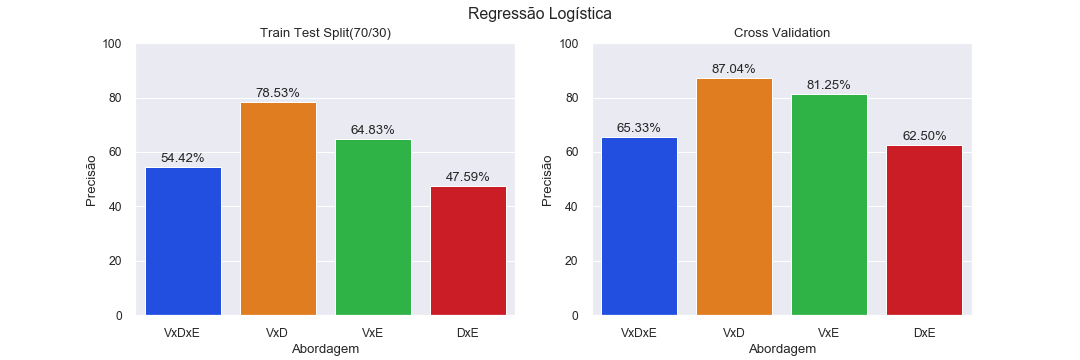 Regressão Logística
Train Test Split(70/30)
100
80
60
40
20
0
Precisão
54.42%
78.53%
64.83%
47.59%
VxDxE VxD VxE DxE
Abordagem
Cross Validation
100
80
60
40
20
0
Precisão
65.33%
87.04%
81.25%
62.50%
VxDxE VxD VxE DxE
Abordagem